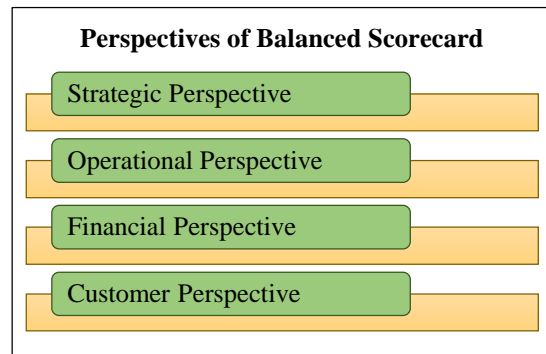 Perspectives of Balanced Scorecard
Strategic Perspective
Operational Perspective
Financial Perspective
Customer Perspective